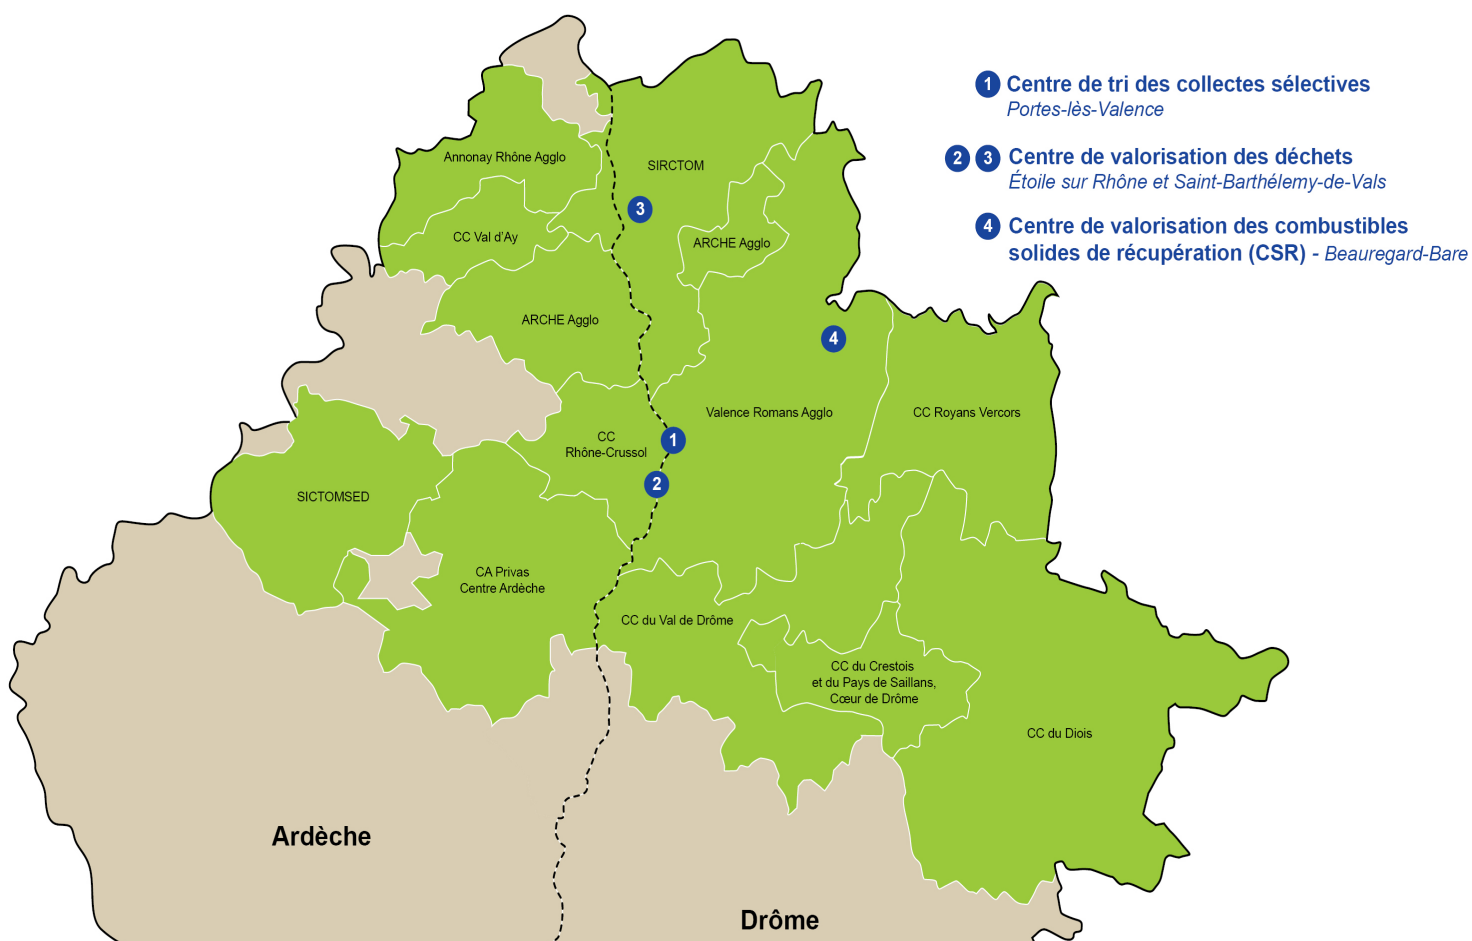 1 Centre de tri des collectes sélectives
Portes-lès-Valence
2 3 Centre de valorisation des déchets
Étoile sur Rhône et Saint-Barthélemy-de-Vals
4 Centre de valorisation des combustibles
solides de récupération (CSR) - Beauregard-Bare
Annonay Rhône Agglo
SIRCTOM
3
CC Val d'Ay
ARCHE Agglo
ARCHE Agglo
4
Valence Romans Agglo
CC Royans Vercors
CC
Rhône-Crussol
1
2
SICTOMSED
CA Privas
Centre Ardèche
CC du Val de Drôme
CC du Crestois
et du Pays de Saillans,
Cœur de Drôme
CC du Diois
Ardèche
Drôme